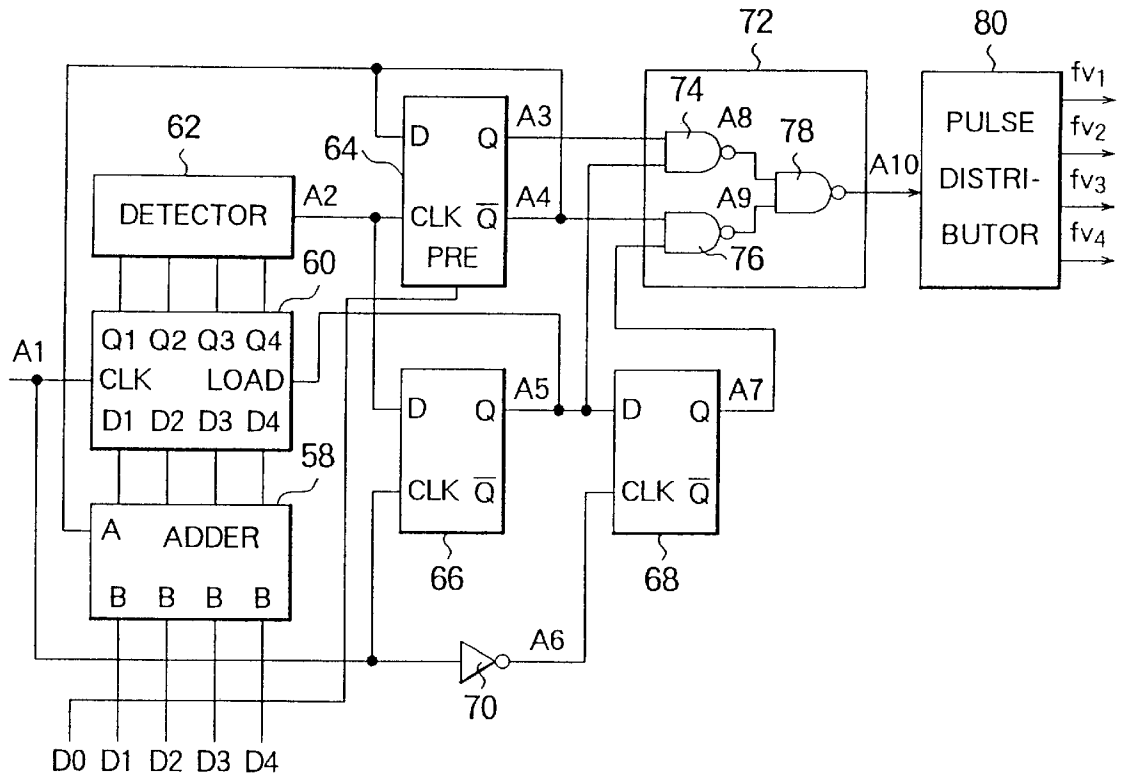 72
80
62
64
D Q
A3
74
A8
78
A10
PULSE
DISTRI-
BUTOR
fv1
fv2
fv3
fv4
DETECTOR
A2
CLK Q̅
PRE
A4
A9
76
60
A1
Q1 Q2 Q3 Q4
CLK LOAD
D1 D2 D3 D4
58
A ADDER
B B B B
D Q
CLK Q̅
A5
66
D Q
CLK Q̅
A7
68
A6
70
D0 D1 D2 D3 D4